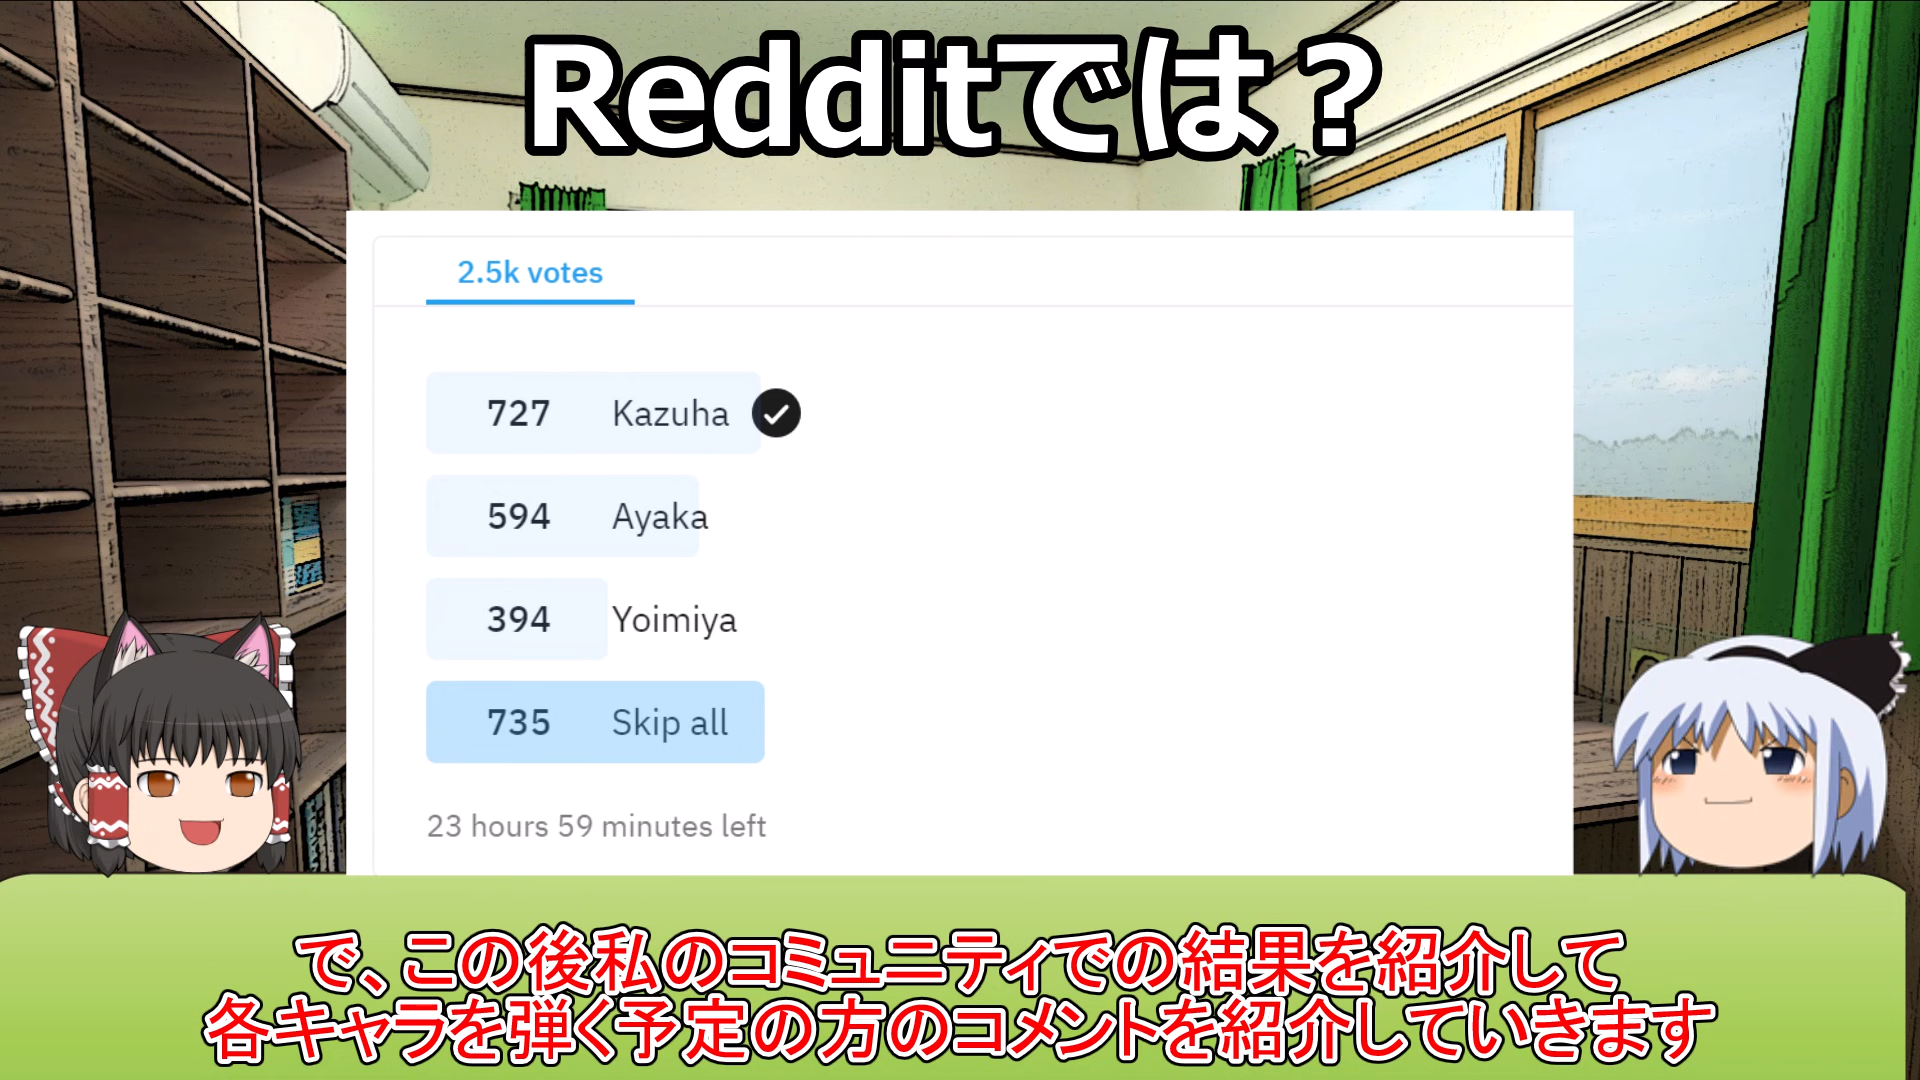 Redditでは？
2.5k votes
727 Kazuha
594 Ayaka
394 Yoimiya
735 Skip all
23 hours 59 minutes left
で、この後私のコミュニティでの結果を紹介して
各キャラを弾く予定の方のコメントを紹介していきます